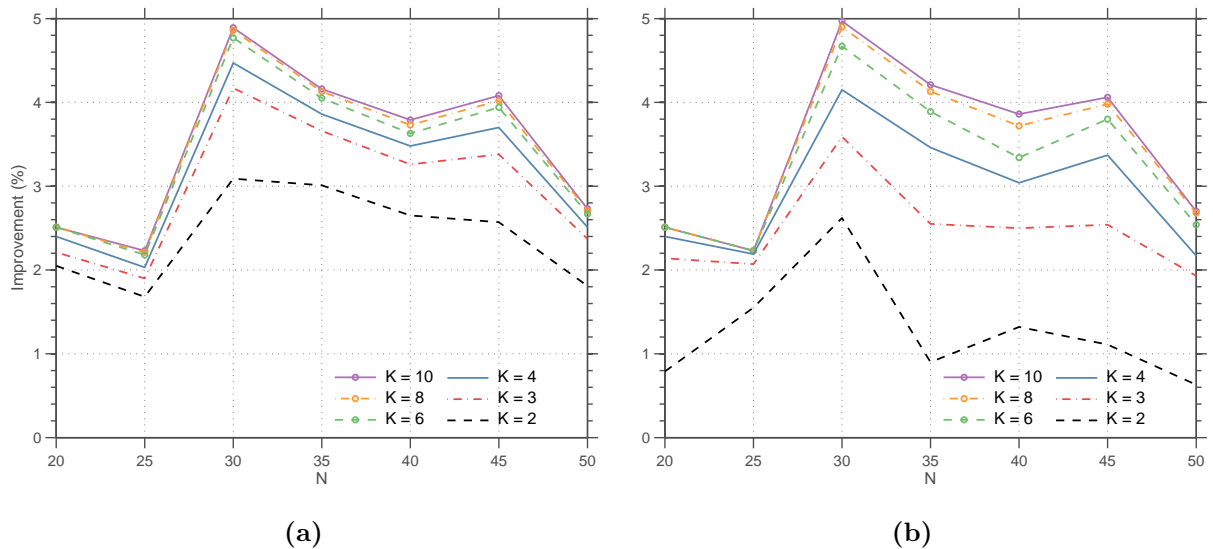 5
4
3
2
1
0
Improvement (%)
20 25 30 35 40 45 50
N
K = 10 K = 4
K = 8 K = 3
K = 6 K = 2
(a)
5
4
3
2
1
0
20 25 30 35 40 45 50
N
K = 10 K = 4
K = 8 K = 3
K = 6 K = 2
(b)